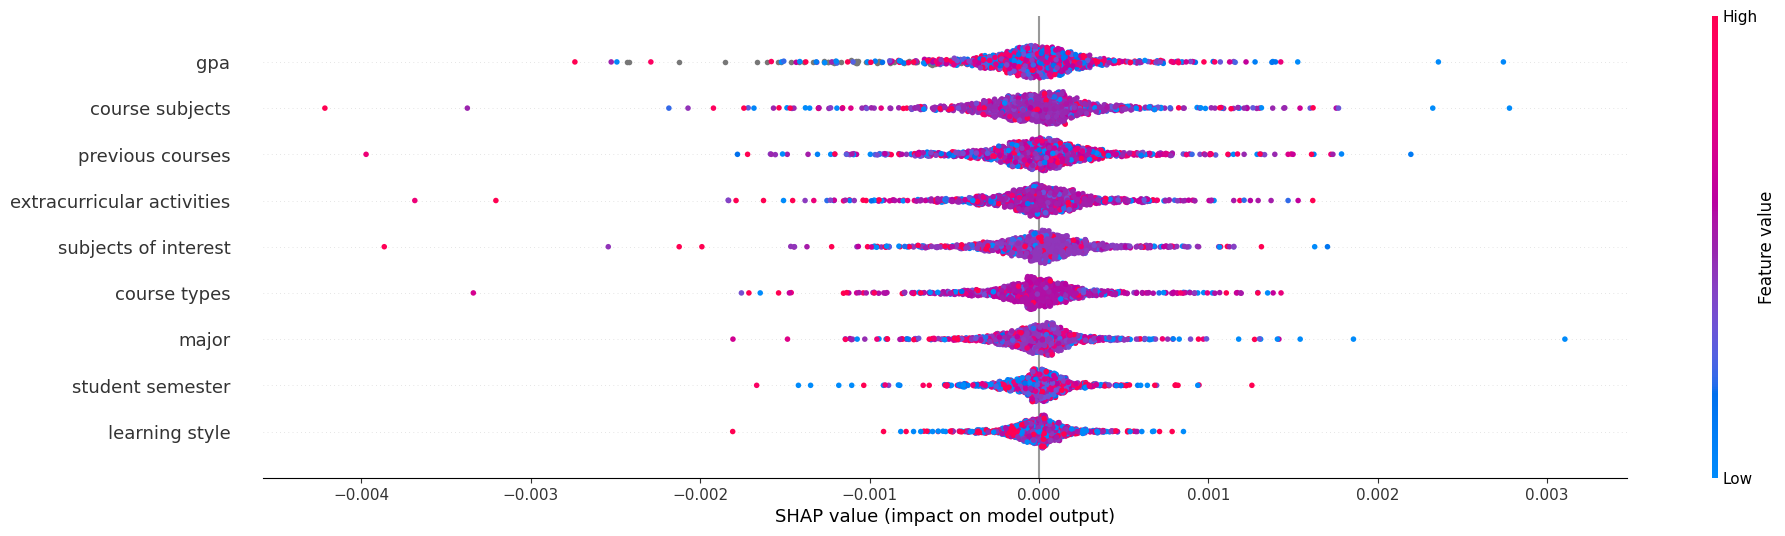 High
gpa
course subjects
previous courses
extracurricular activities
subjects of interest
course types
major
student semester
learning style
Feature value
Low
−0.004 −0.003 −0.002 −0.001 0.000 0.001 0.002 0.003
SHAP value (impact on model output)